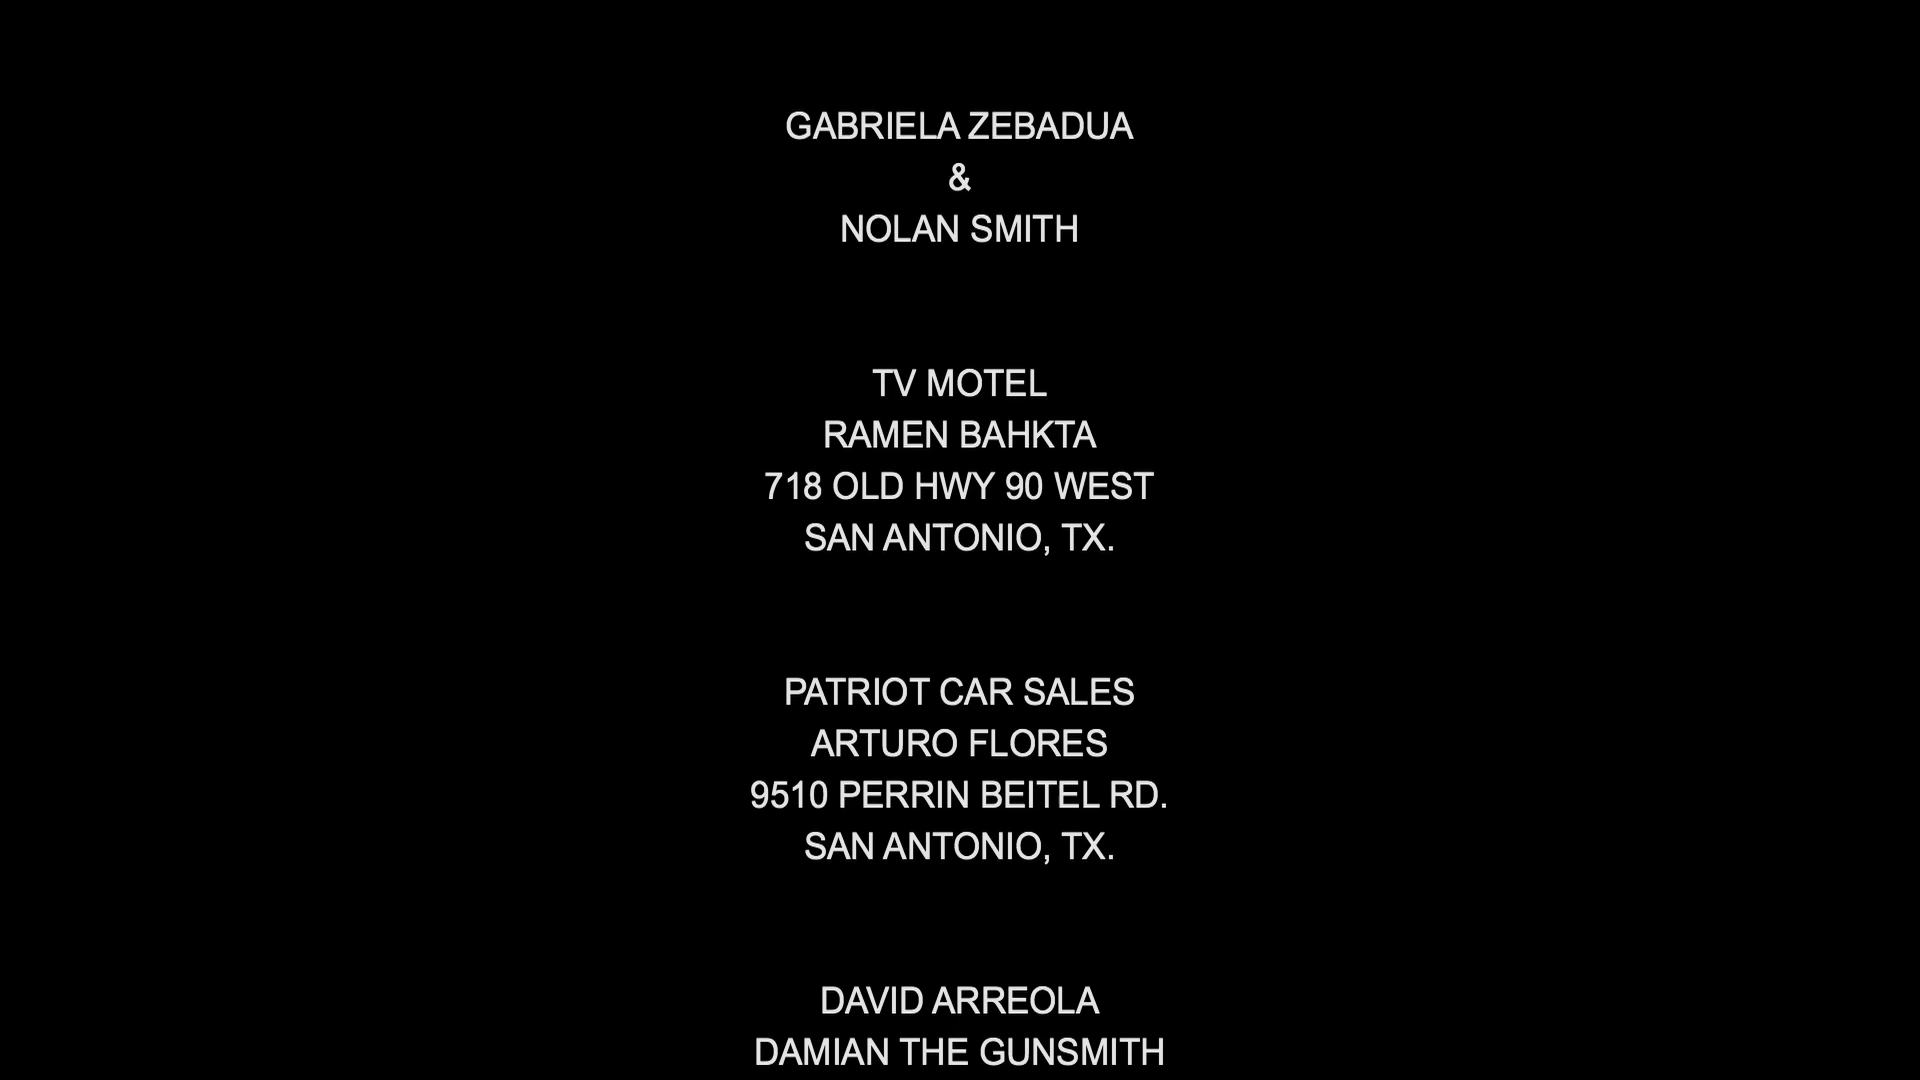 GABRIELA ZEBADUA
&
NOLAN SMITH
TV MOTEL
RAMEN BAHKTA
718 OLD HWY 90 WEST
SAN ANTONIO, TX.
PATRIOT CAR SALES
ARTURO FLORES
9510 PERRIN BEITEL RD.
SAN ANTONIO, TX.
DAVID ARREOLA
DAMIAN THE GUNSMITH